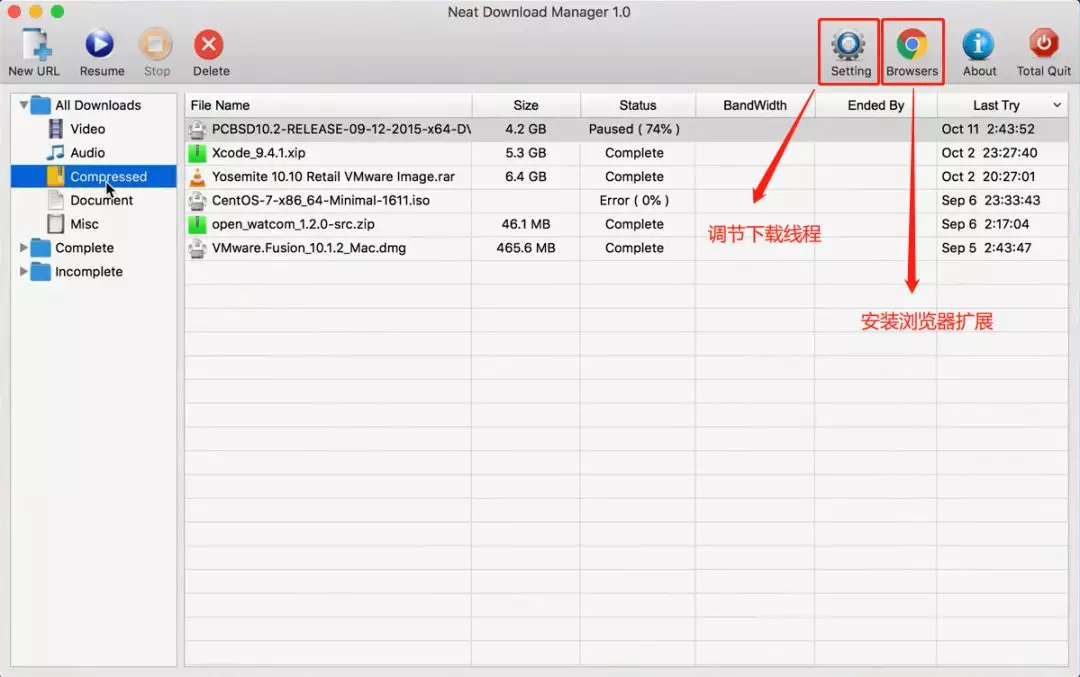 Neat Download Manager 1.0
New URL Resume Stop Delete Setting Browsers About Total Quit
All Downloads
Video
Audio
Compressed
Document
Misc
Complete
Incomplete
File Name Size Status BandWidth Ended By Last Try
PCBSD10.2-RELEASE-09-12-2015-x64-DV 4.2 GB Paused ( 74% ) Oct 11 2:43:52
Xcode_9.4.1.xip 5.3 GB Complete Oct 2 23:27:40
Yosemite 10.10 Retail VMware Image.rar 6.4 GB Complete Oct 2 20:27:01
CentOS-7-x86_64-Minimal-1611.iso Error ( 0% ) Sep 6 23:33:43
open_watcom_1.2.0-src.zip 46.1 MB Complete Sep 6 2:17:04
VMware.Fusion_10.1.2_Mac.dmg 465.6 MB Complete Sep 5 2:43:47
调节下载线程
安装浏览器扩展